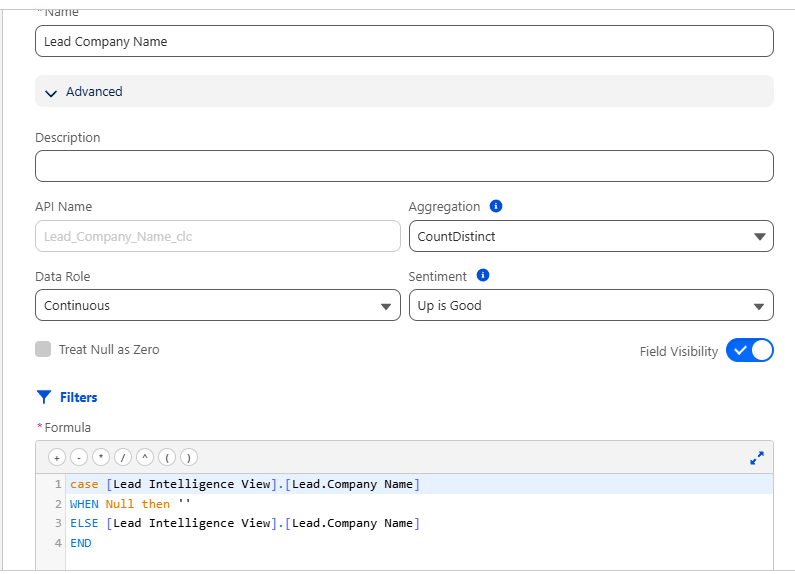 * Name
Lead Company Name
Advanced
Description
API Name
Aggregation i
Lead_Company_Name_clc
CountDistinct
Data Role
Sentiment i
Continuous
Up is Good
Treat Null as Zero
Field Visibility
Filters
* Formula
+ - * / ^ ( )
1 case [Lead Intelligence View].[Lead.Company Name]
2 WHEN Null then ''
3 ELSE [Lead Intelligence View].[Lead.Company Name]
4 END